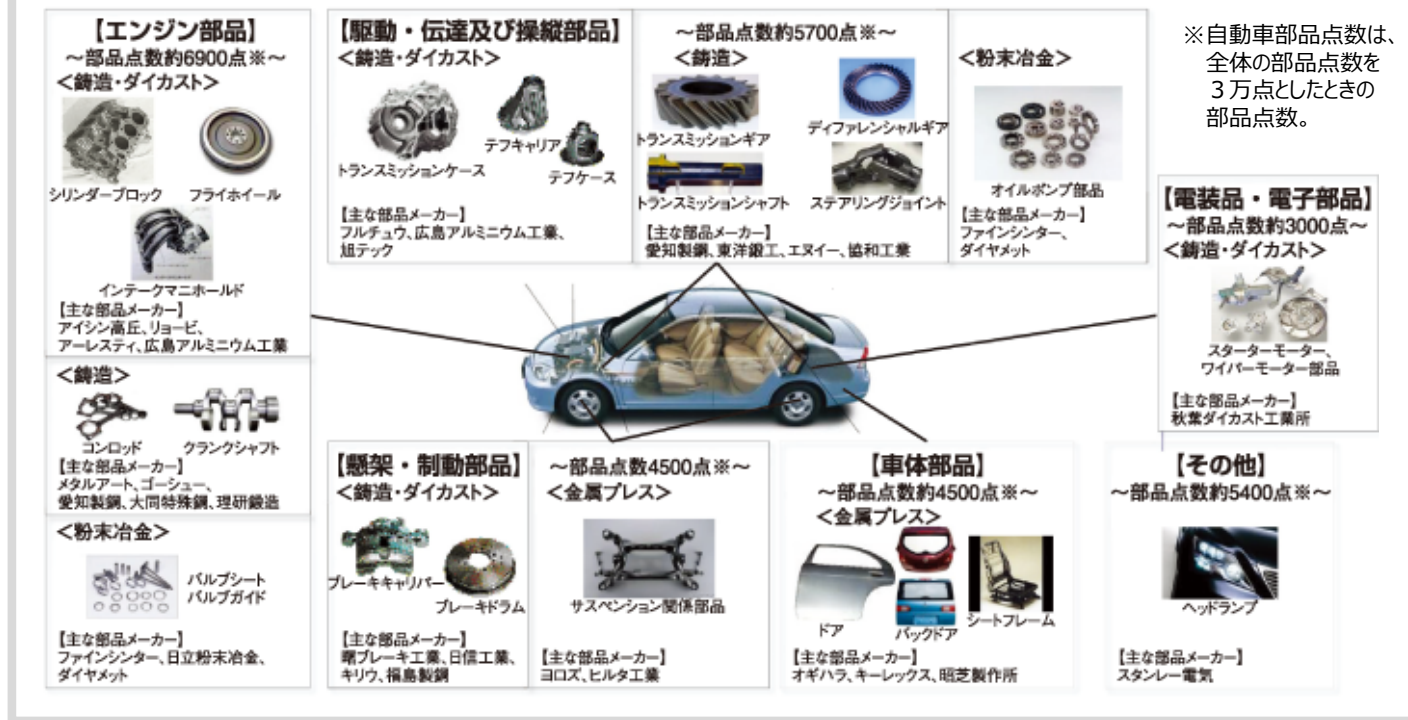 【エンジン部品】
～部品点数約6900点※～
＜鋳造・ダイカスト＞
シリンダーブロック
フライホイール
インテークマニホールド
【主な部品メーカー】
アイシン高丘、リョービ、
アーレスティ、広島アルミニウム工業
＜鋳造＞
コンロッド
クランクシャフト
【主な部品メーカー】
メタルアート、ゴーシュー、
愛知製鋼、大同特殊鋼、理研鍛造
＜粉末冶金＞
バルブシート
バルブガイド
【主な部品メーカー】
ファインシンター、日立粉末冶金、
ダイヤメット
【駆動・伝達及び操縦部品】
＜鋳造・ダイカスト＞
トランスミッションケース
デフキャリア
デフケース
【主な部品メーカー】
フルチュウ、広島アルミニウム工業、
旭テック
～部品点数約5700点※～
＜鋳造＞
トランスミッションギア
ディファレンシャルギア
トランスミッションシャフト
ステアリングジョイント
【主な部品メーカー】
愛知製鋼、東洋鍛工、エヌイー、協和工業
＜粉末冶金＞
オイルポンプ部品
【主な部品メーカー】
ファインシンター、
ダイヤメット
※自動車部品点数は、
全体の部品点数を
３万点としたときの
部品点数。
【電装品・電子部品】
～部品点数約3000点～
＜鋳造・ダイカスト＞
スターターモーター、
ワイパーモーター部品
【主な部品メーカー】
秋葉ダイカスト工業所
【懸架・制動部品】
＜鋳造・ダイカスト＞
ブレーキキャリパー
ブレーキドラム
【主な部品メーカー】
曙ブレーキ工業、日信工業、
キリウ、福島製鋼
～部品点数4500点※～
＜金属プレス＞
サスペンション関係部品
【主な部品メーカー】
ヨロズ、ヒルタ工業
【車体部品】
～部品点数約4500点※～
＜金属プレス＞
ドア
バックドア
シートフレーム
【主な部品メーカー】
オギハラ、キーレックス、昭芝製作所
【その他】
～部品点数約5400点※～
ヘッドランプ
【主な部品メーカー】
スタンレー電気